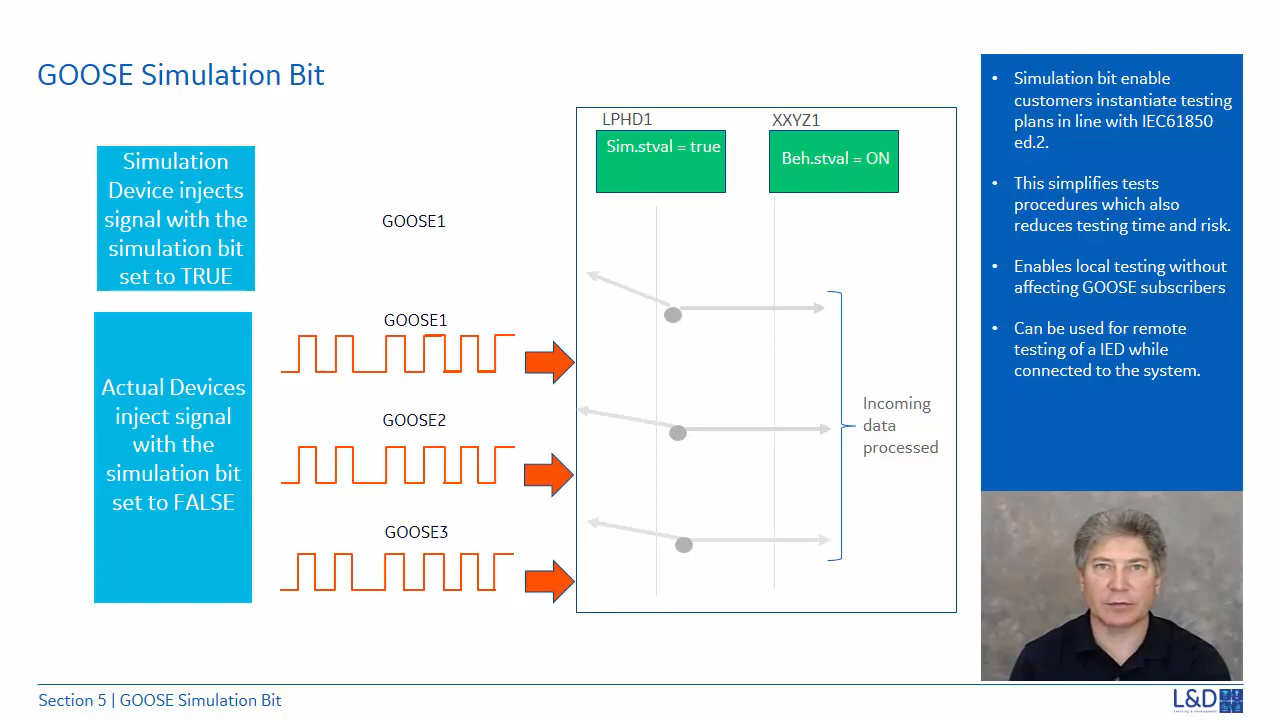 GOOSE Simulation Bit
Simulation
Device injects
signal with the
simulation bit
set to TRUE
Actual Devices
inject signal
with the
simulation bit
set to FALSE
GOOSE1
GOOSE1
GOOSE2
GOOSE3
LPHD1
Sim.stval = true
XXYZ1
Beh.stval = ON
Incoming
data
processed
• Simulation bit enable
customers instantiate testing
plans in line with IEC61850
ed.2.
• This simplifies tests
procedures which also
reduces testing time and risk.
• Enables local testing without
affecting GOOSE subscribers
• Can be used for remote
testing of a IED while
connected to the system.
Section 5 | GOOSE Simulation Bit
L&D